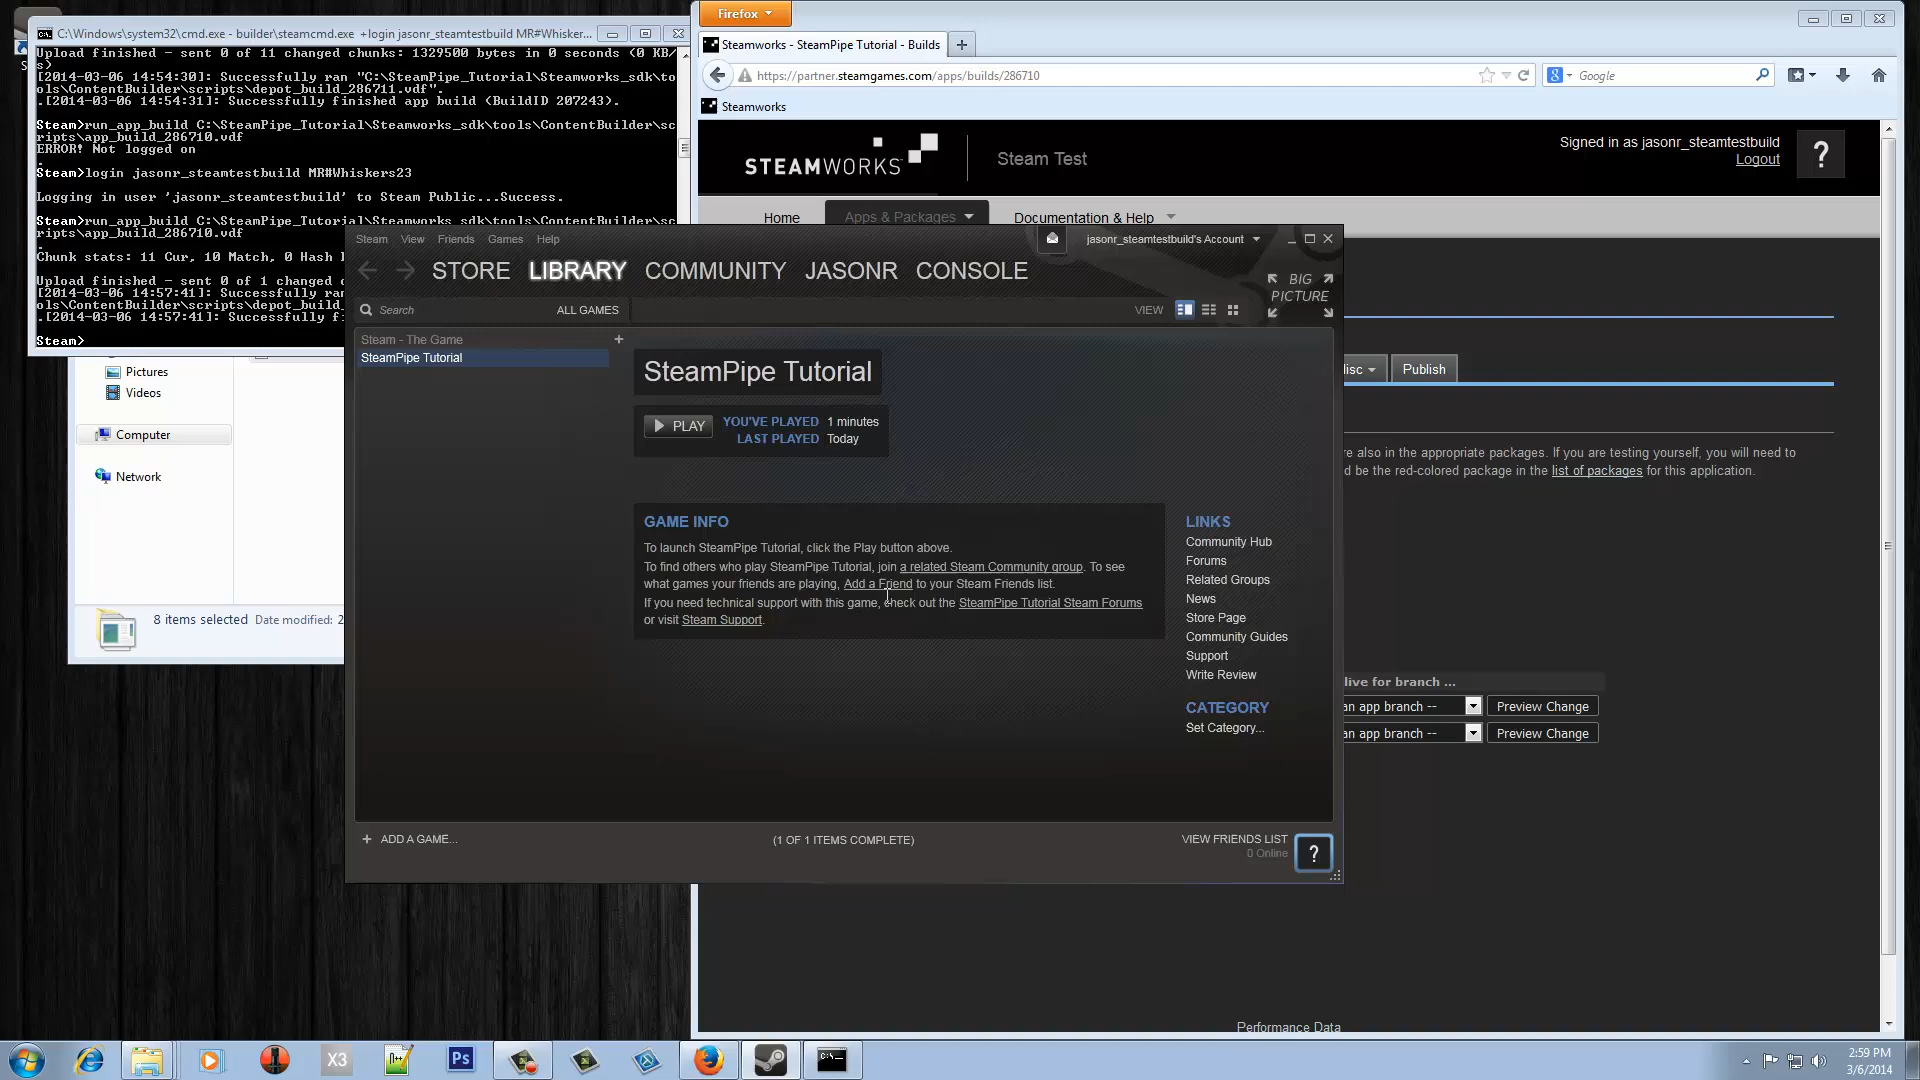 C:\Windows\system32\cmd.exe - builder\steamcmd.exe +login jasonr_steamtestbuild MR#Whisker...
Upload finished - sent 0 of 11 changed chunks: 1329500 bytes in 0 seconds (0 KB/
s)
[2014-03-06 14:54:30]: Successfully ran "C:\SteamPipe_Tutorial\Steamworks_sdk\to
ols\ContentBuilder\scripts\depot_build_286711.vdf".
.[2014-03-06 14:54:31]: Successfully finished app build (BuildID 207243).
Steam>run_app_build C:\SteamPipe_Tutorial\Steamworks_sdk\tools\ContentBuilder\sc
ripts\app_build_286710.vdf
ERROR! Not logged on
.
Steam>login jasonr_steamtestbuild MR#Whiskers23
Logging in user 'jasonr_steamtestbuild' to Steam Public...Success.
Steam>run_app_build C:\SteamPipe_Tutorial\Steamworks_sdk\tools\ContentBuilder\sc
ripts\app_build_286710.vdf
.
Chunk stats: 11 Cur, 10 Match, 0 Hash
Upload finished - sent 0 of 1 changed
[2014-03-06 14:57:41]: Successfully ra
ols\ContentBuilder\scripts\depot_build
.[2014-03-06 14:57:41]: Successfully fi
Steam>
Pictures
Videos
Computer
Network
8 items selected Date modified: 2
Firefox
Steamworks - SteamPipe Tutorial - Builds
https://partner.steamgames.com/apps/builds/286710
Google
Steamworks
STEAMWORKS
Steam Test
Signed in as jasonr_steamtestbuild
Logout
?
Home Apps & Packages Documentation & Help
isc Publish
re also in the appropriate packages. If you are testing yourself, you will need to
d be the red-colored package in the list of packages for this application.
live for branch ...
an app branch -- Preview Change
an app branch -- Preview Change
Performance Data
Steam View Friends Games Help
jasonr_steamtestbuild's Account
STORE LIBRARY COMMUNITY JASONR CONSOLE
BIG
PICTURE
Search ALL GAMES VIEW
Steam - The Game +
SteamPipe Tutorial
SteamPipe Tutorial
PLAY
YOU'VE PLAYED 1 minutes
LAST PLAYED Today
GAME INFO
To launch SteamPipe Tutorial, click the Play button above.
To find others who play SteamPipe Tutorial, join a related Steam Community group. To see
what games your friends are playing, Add a Friend to your Steam Friends list.
If you need technical support with this game, check out the SteamPipe Tutorial Steam Forums
or visit Steam Support.
LINKS
Community Hub
Forums
Related Groups
News
Store Page
Community Guides
Support
Write Review
CATEGORY
Set Category...
+ ADD A GAME...
(1 OF 1 ITEMS COMPLETE)
VIEW FRIENDS LIST
0 Online
?
X3
Ps
2:59 PM
3/6/2014